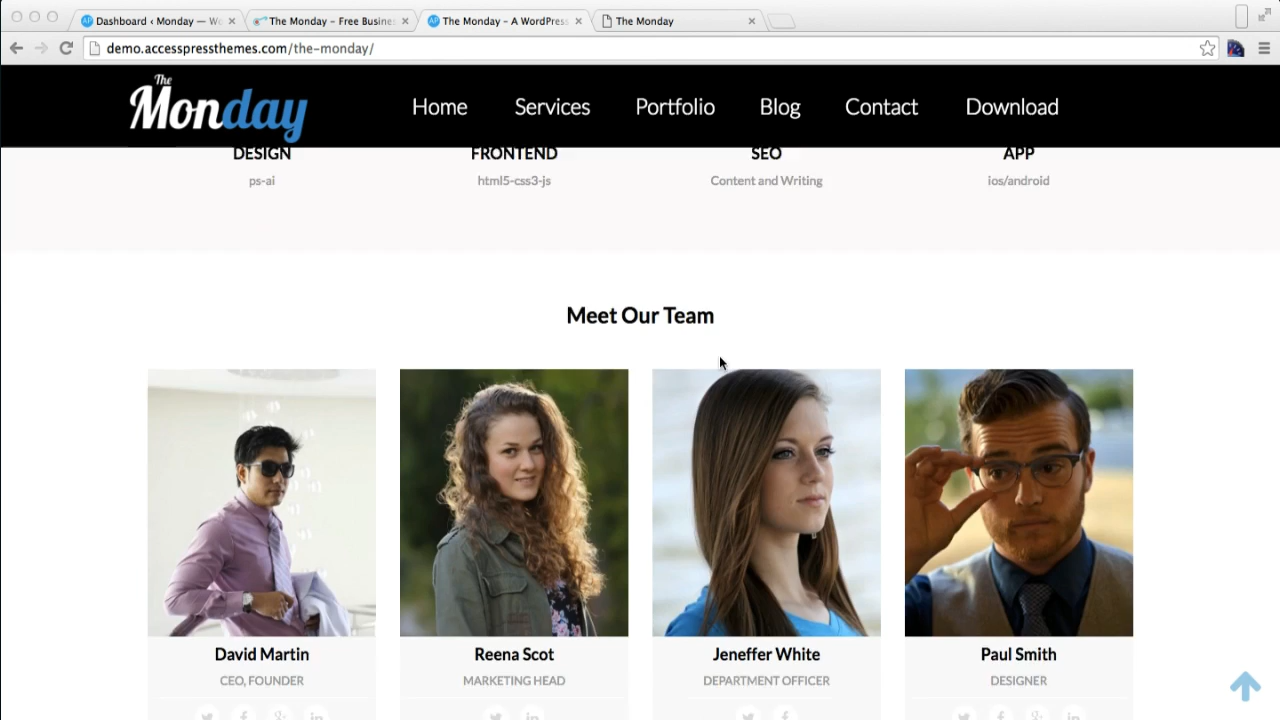 Dashboard ‹ Monday — Wo
The Monday – Free Busines
The Monday – A WordPress
The Monday
demo.accesspressthemes.com/the-monday/
The
Monday
Home Services Portfolio Blog Contact Download
DESIGN FRONTEND SEO APP
ps-ai html5-css3-js Content and Writing ios/android
Meet Our Team
David Martin Reena Scot Jeneffer White Paul Smith
CEO, FOUNDER MARKETING HEAD DEPARTMENT OFFICER DESIGNER